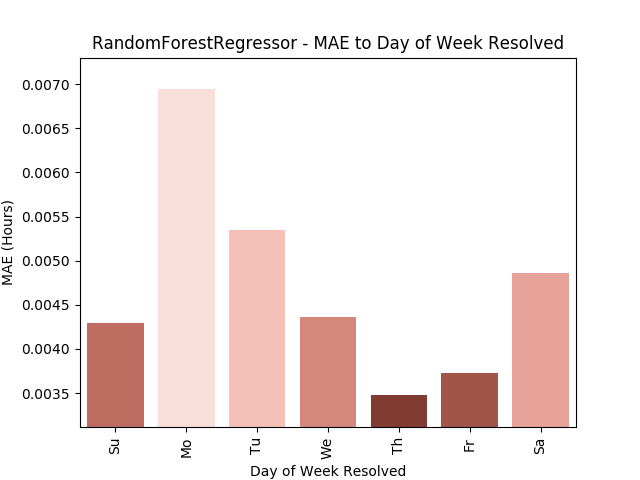 RandomForestRegressor - MAE to Day of Week Resolved
MAE (Hours)
0.0070
0.0065
0.0060
0.0055
0.0050
0.0045
0.0040
0.0035
Su
Mo
Tu
We
Th
Fr
Sa
Day of Week Resolved